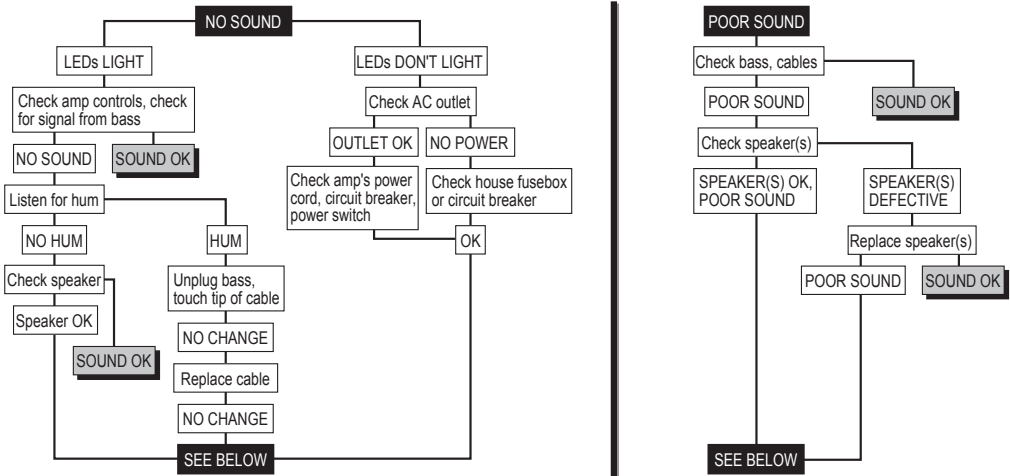 NO SOUND
LEDs LIGHT
Check amp controls, check
for signal from bass
NO SOUND
SOUND OK
Listen for hum
NO HUM
HUM
Check speaker
Speaker OK
SOUND OK
Unplug bass,
touch tip of cable
NO CHANGE
Replace cable
NO CHANGE
LEDs DON'T LIGHT
Check AC outlet
OUTLET OK
NO POWER
Check amp's power
cord, circuit breaker,
power switch
Check house fusebox
or circuit breaker
OK
SEE BELOW
POOR SOUND
Check bass, cables
POOR SOUND
SOUND OK
Check speaker(s)
SPEAKER(S) OK,
POOR SOUND
SPEAKER(S)
DEFECTIVE
Replace speaker(s)
POOR SOUND
SOUND OK
SEE BELOW